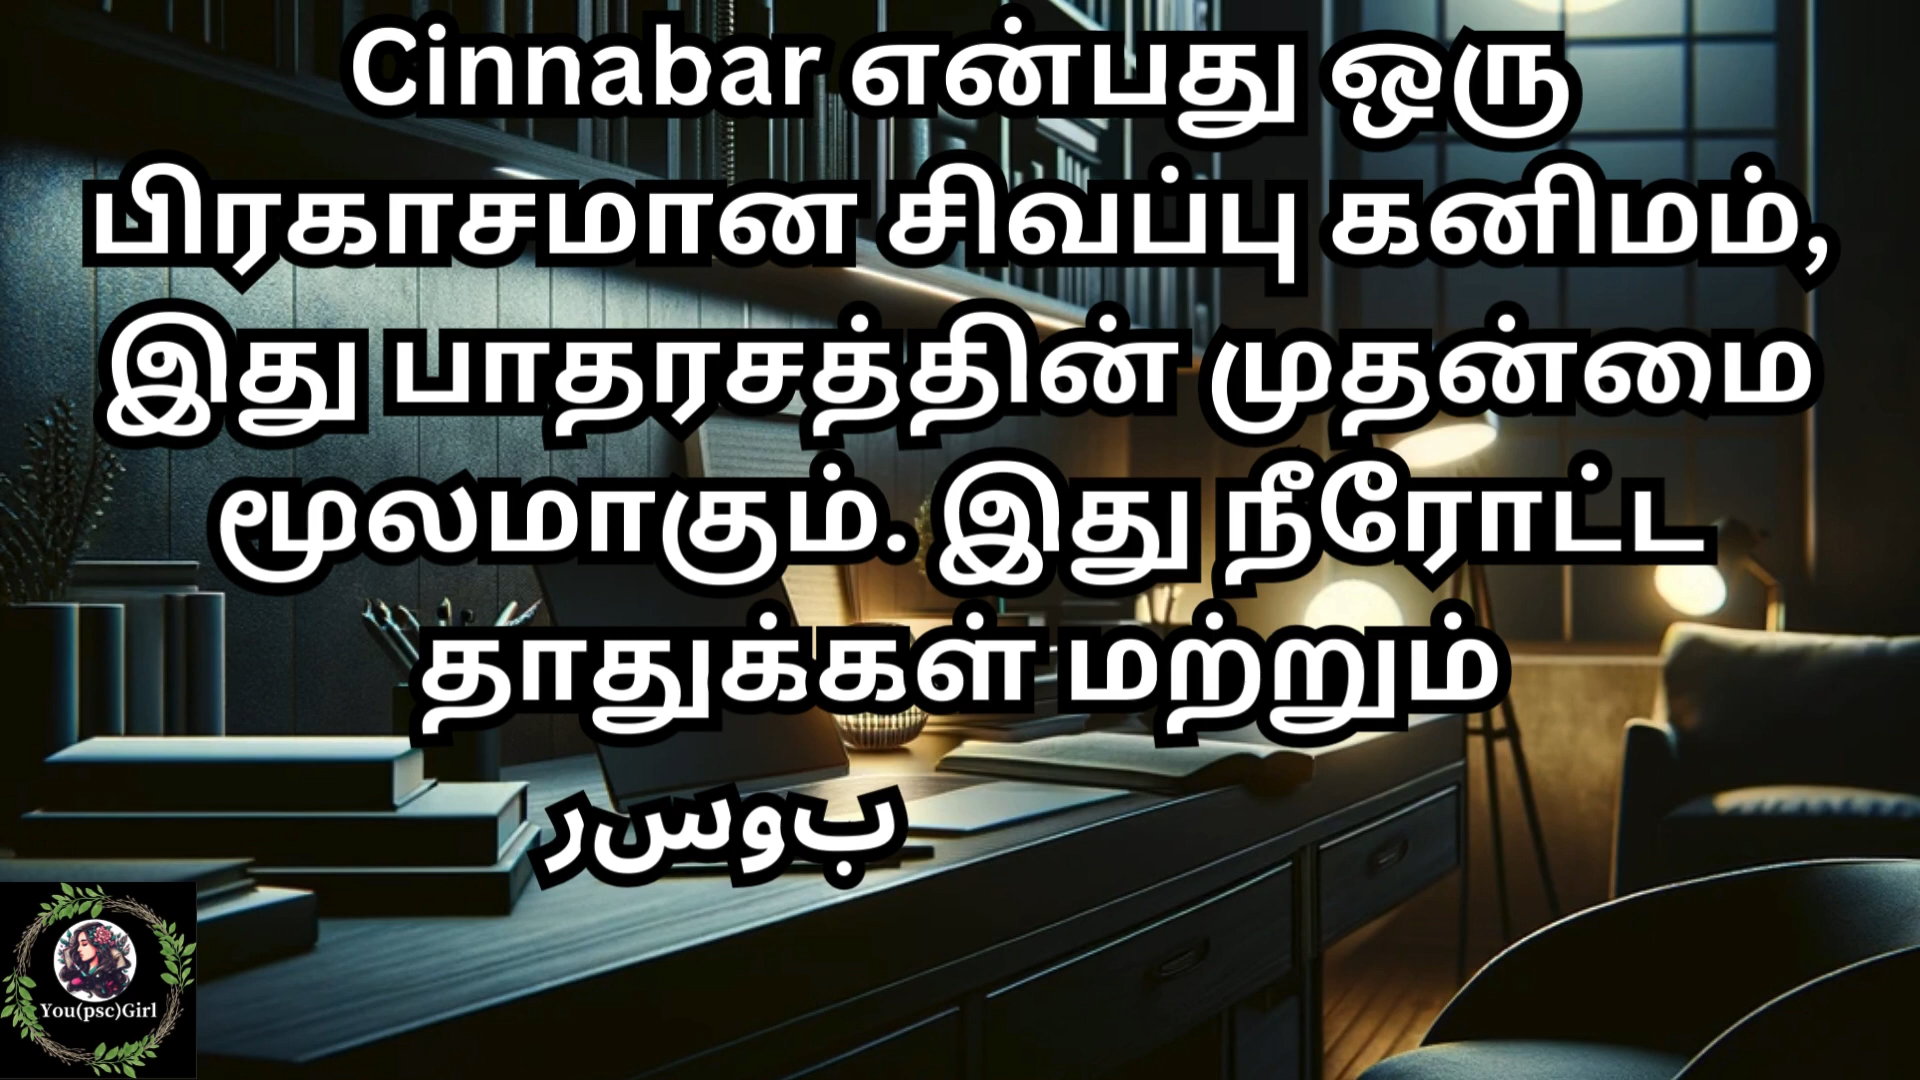 Cinnabar என்பது ஒரு
பிரகாசமான சிவப்பு கனிமம்,
இது பாதரசத்தின் முதன்மை
மூலமாகும். இது நீரோட்ட
தாதுக்கள் மற்றும்
ب‌و‌س‌ر
You(psc)Girl